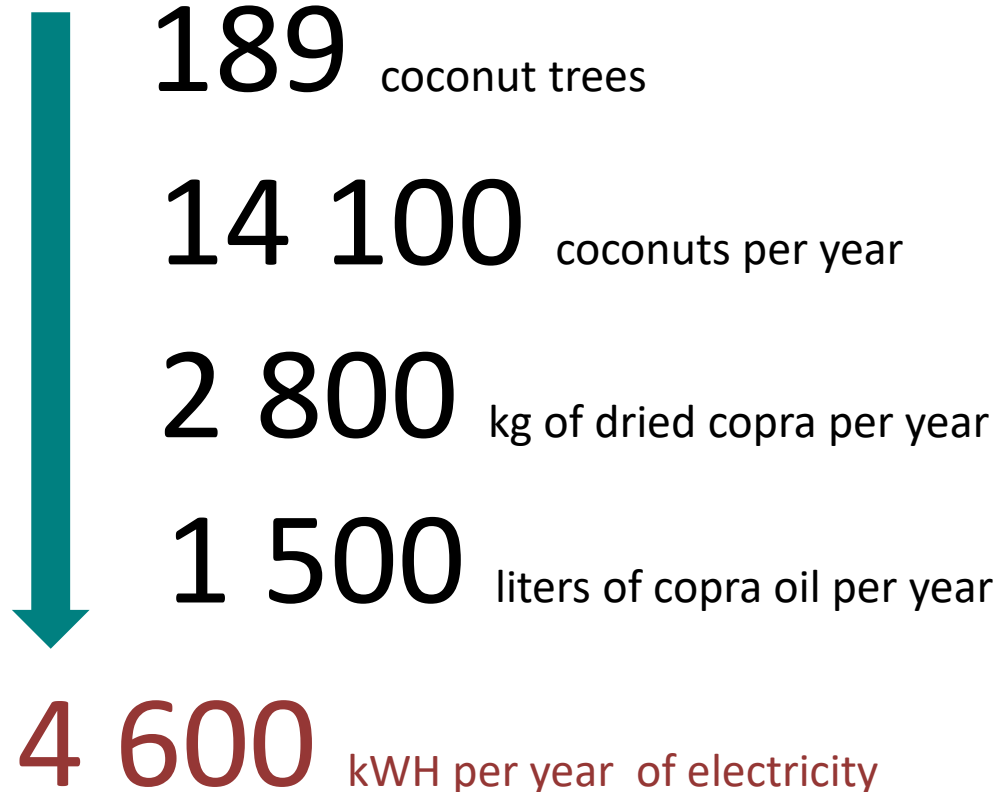 189 coconut trees
14 100 coconuts per year
2 800 kg of dried copra per year
1 500 liters of copra oil per year
4 600 kWH per year of electricity